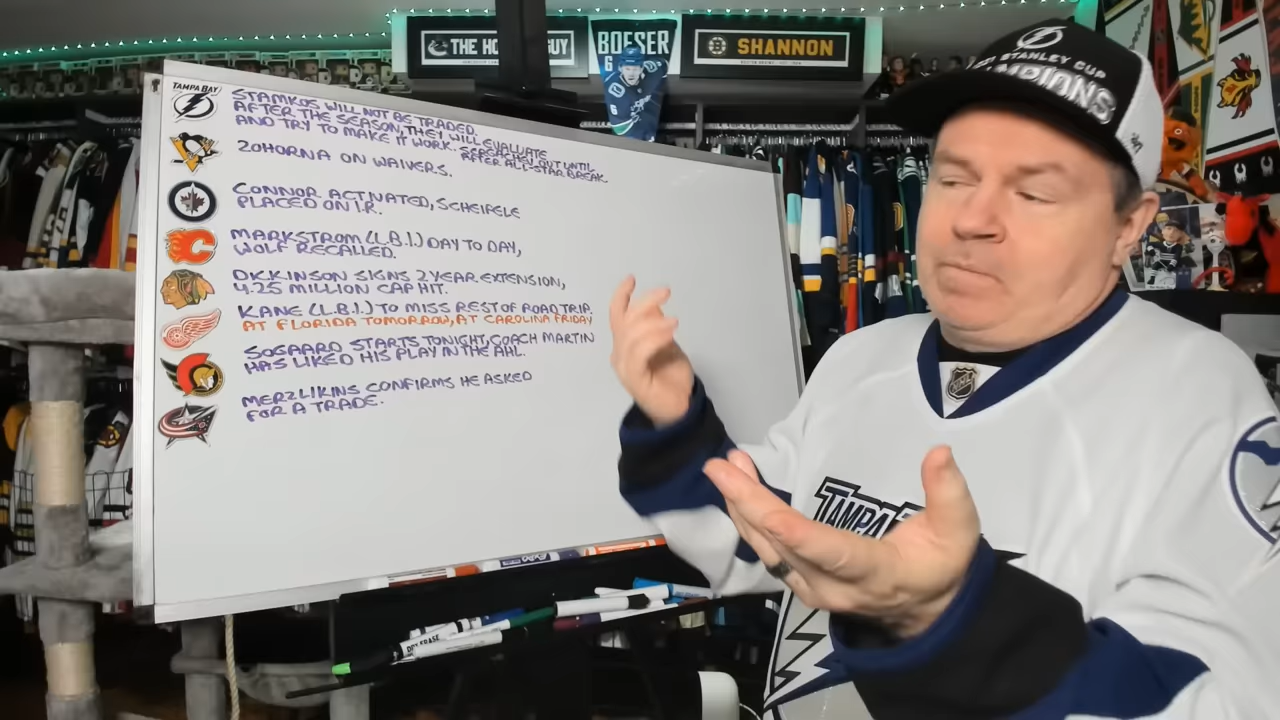 THE HO GUY
BOESER
6
SHANNON
STANLEY CUP
CHAMPIONS
TAMPA BAY
STAMKOS WILL NOT BE TRADED.
AFTER THE SEASON, THEY WILL EVALUATE
AND TRY TO MAKE IT WORK.
AFTER ALL-STAR BREAK.
ZOHORNA ON WAIVERS.
CONNOR ACTIVATED, SCHEIFELE
PLACED ON I.R.
MARKSTROM (L.B.I.) DAY TO DAY,
WOLF RECALLED.
DICKINSON SIGNS 2 YEAR EXTENSION,
4.25 MILLION CAP HIT.
KANE (L.B.I.) TO MISS REST OF ROAD TRIP.
AT FLORIDA TOMORROW, AT CAROLINA FRIDAY
SOGAARD STARTS TONIGHT, COACH MARTIN
HAS LIKED HIS PLAY IN THE AHL.
MERZLIKINS CONFIRMS HE ASKED
FOR A TRADE.
NHL
TAMPA
DRY ERASE